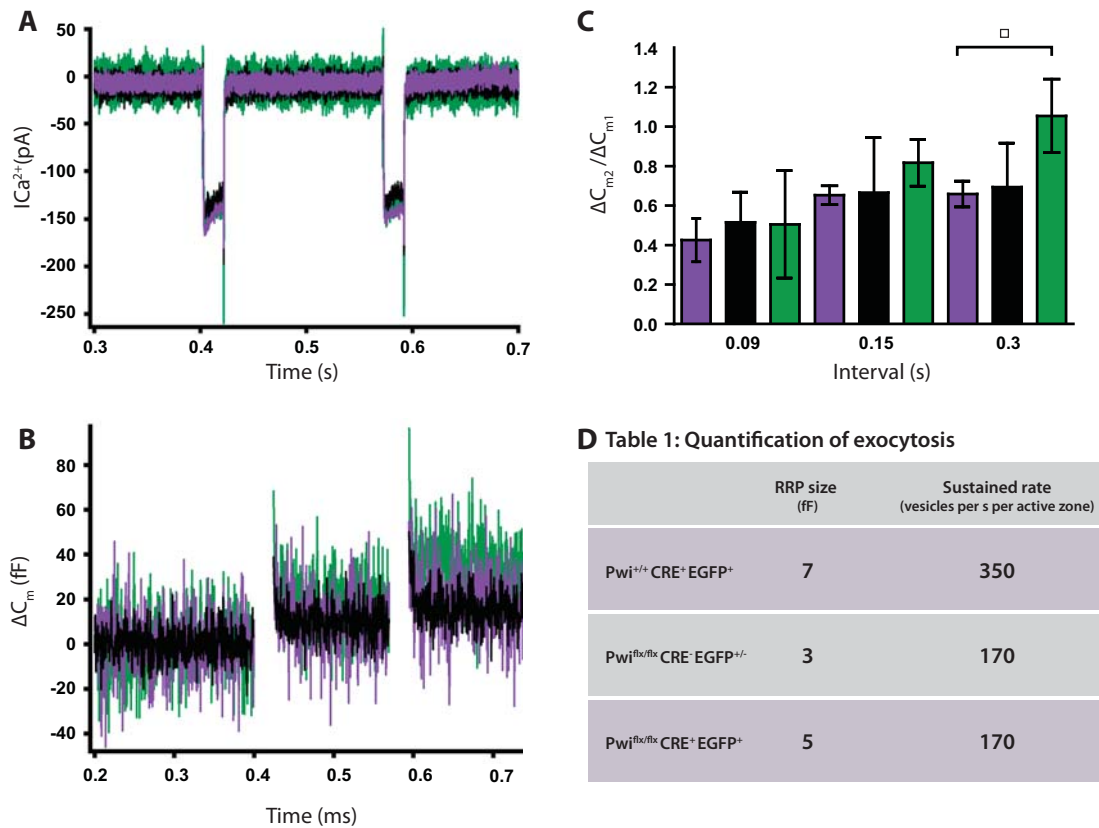 A
50
0
-50
-100
-150
-200
-250
ICa²⁺(pA)
0.3 0.4 0.5 0.6 0.7
Time (s)
B
80
60
40
20
0
-20
-40
ΔCₘ (fF)
0.2 0.3 0.4 0.5 0.6 0.7
Time (ms)
C
1.4
1.2
1.0
0.8
0.6
0.4
0.2
0.0
ΔCₘ₂ /ΔCₘ₁
0.09 0.15 0.3
Interval (s)
D Table 1: Quantification of exocytosis
RRP size
(fF)
Sustained rate
(vesicles per s per active zone)
Pwi⁺/⁺ CRE⁺ EGFP⁺ 7 350
Pwiᶠˡˣ/ᶠˡˣ CRE⁻ EGFP⁺/⁻ 3 170
Pwiᶠˡˣ/ᶠˡˣ CRE⁺ EGFP⁺ 5 170